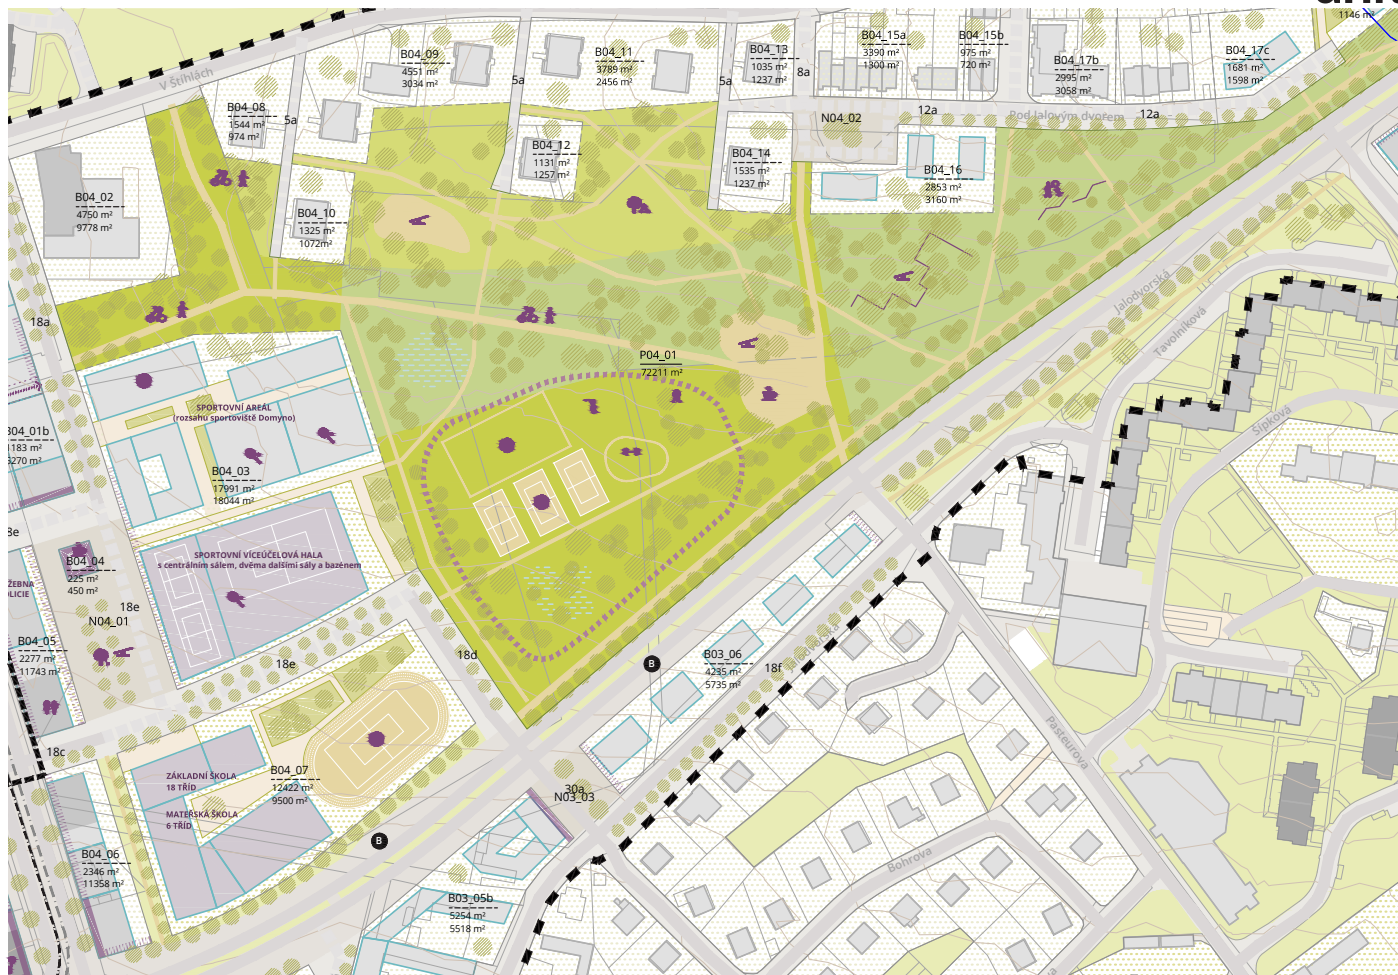 1146 m²
V Štíhlách
B04_09
4551 m²
3034 m²
5a
B04_11
3789 m²
2456 m²
5a
B04_13
1035 m²
1237 m²
8a
B04_15a
3390 m²
1300 m²
B04_15b
975 m²
720 m²
B04_17b
2995 m²
3058 m²
B04_17c
1681 m²
1598 m²
B04_08
1544 m²
974 m²
5a
N04_02
12a
Pod Jalovým dvorem
12a
B04_12
1131 m²
1257 m²
B04_14
1535 m²
1237 m²
B04_16
2853 m²
3160 m²
B04_02
4750 m²
9778 m²
B04_10
1325 m²
1072m²
18a
Jalodvorská
Tavolníková
P04_01
72211 m²
SPORTOVNÍ AREÁL
(rozsahu sportoviště Domyno)
Šípková
B04_01b
1183 m²
3270 m²
B04_03
17991 m²
18044 m²
8e
SPORTOVNÍ VÍCEÚČELOVÁ HALA
s centrálním sálem, dvěma dalšími sály a bazénem
B04_04
225 m²
450 m²
18e
N04_01
B04_05
2277 m²
11743 m²
18e
18d
B
B03_06
4235 m²
5735 m²
18f
Jalodvorská
Pasteurova
18c
ZÁKLADNÍ ŠKOLA
18 TŘÍD
B04_07
12422 m²
9500 m²
MATEŘSKÁ ŠKOLA
6 TŘÍD
30a
N03_03
B
Bohrova
B04_06
2346 m²
11358 m²
B03_05b
5254 m²
5518 m²